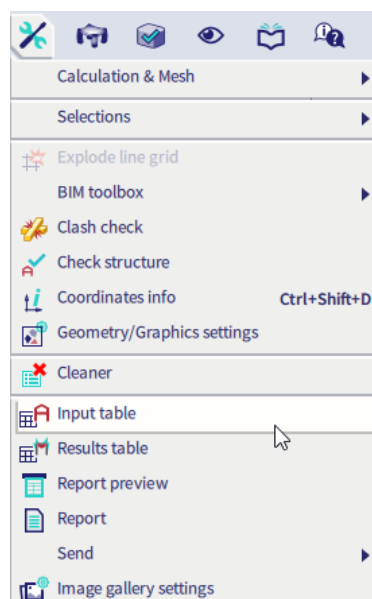 Calculation & Mesh
Selections
Explode line grid
BIM toolbox
Clash check
Check structure
Coordinates info Ctrl+Shift+D
Geometry/Graphics settings
Cleaner
Input table
Results table
Report preview
Report
Send
Image gallery settings